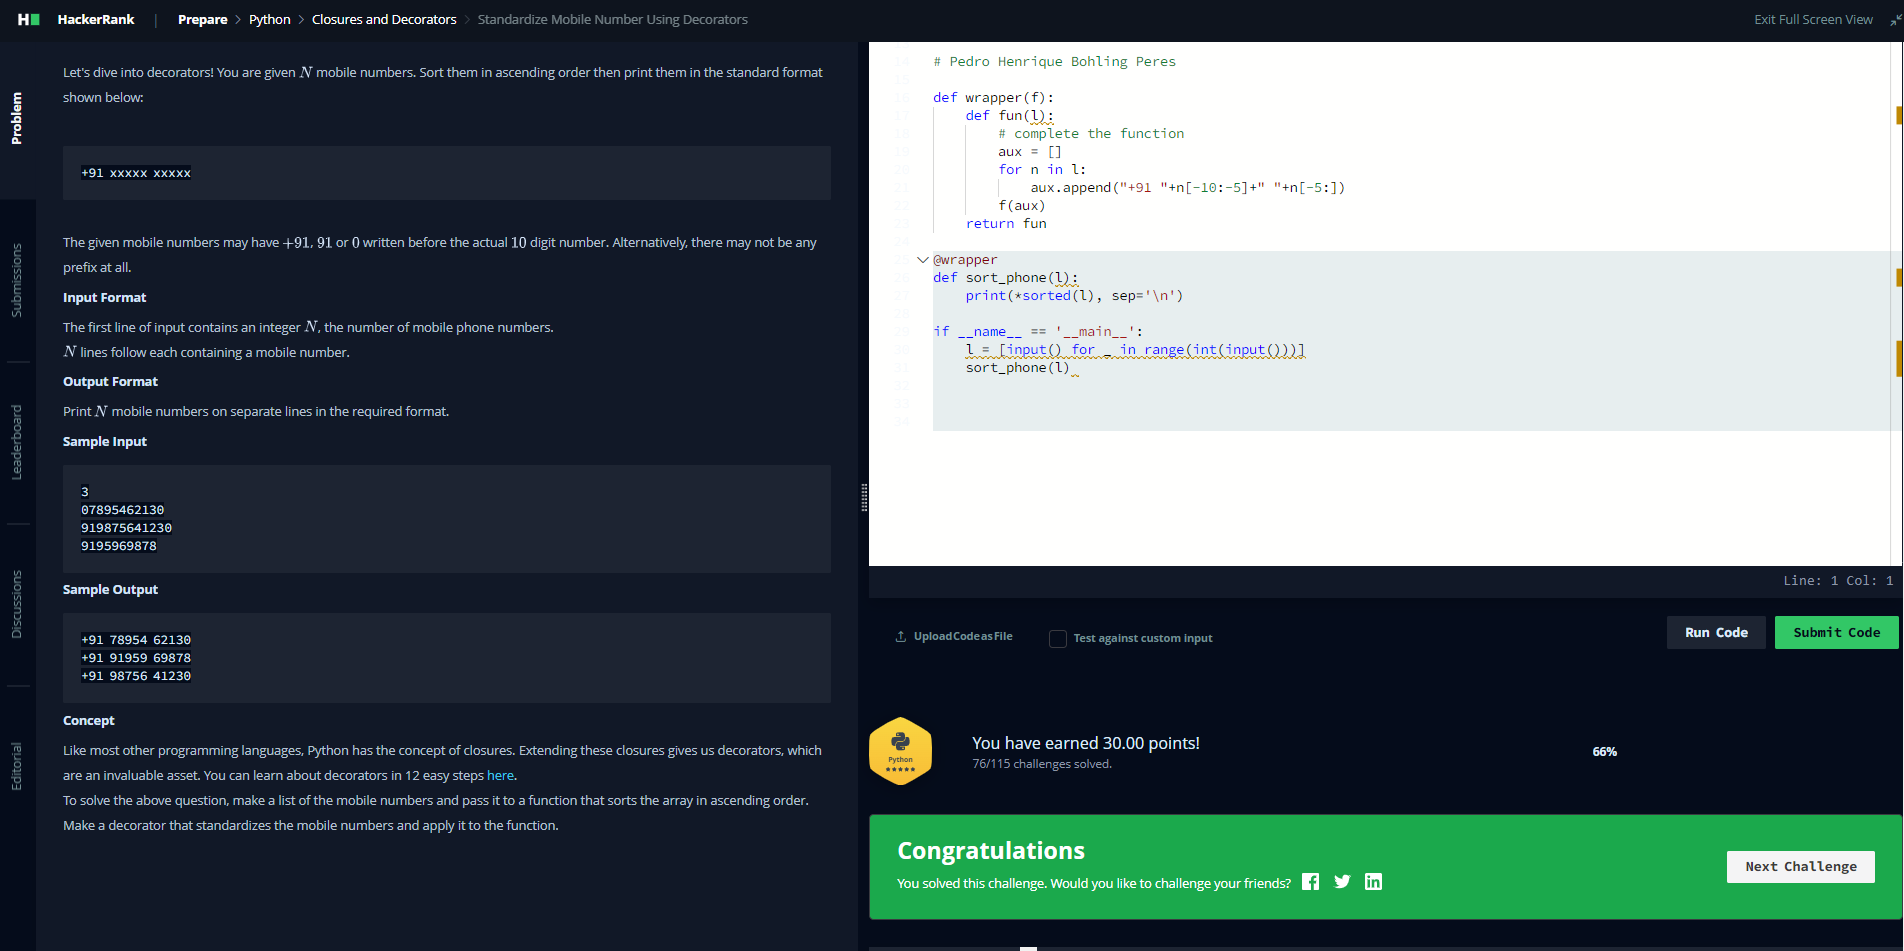 HackerRank | Prepare > Python > Closures and Decorators > Standardize Mobile Number Using Decorators
Exit Full Screen View
Problem
Submissions
Leaderboard
Discussions
Editorial
Let's dive into decorators! You are given N mobile numbers. Sort them in ascending order then print them in the standard format
shown below:
+91 xxxxx xxxxx
The given mobile numbers may have +91, 91 or 0 written before the actual 10 digit number. Alternatively, there may not be any
prefix at all.
Input Format
The first line of input contains an integer N, the number of mobile phone numbers.
N lines follow each containing a mobile number.
Output Format
Print N mobile numbers on separate lines in the required format.
Sample Input
3
07895462130
919875641230
9195969878
Sample Output
+91 78954 62130
+91 91959 69878
+91 98756 41230
Concept
Like most other programming languages, Python has the concept of closures. Extending these closures gives us decorators, which
are an invaluable asset. You can learn about decorators in 12 easy steps here.
To solve the above question, make a list of the mobile numbers and pass it to a function that sorts the array in ascending order.
Make a decorator that standardizes the mobile numbers and apply it to the function.
14 # Pedro Henrique Bohling Peres
15
16 def wrapper(f):
17     def fun(l):
18         # complete the function
19         aux = []
20         for n in l:
21             aux.append("+91 "+n[-10:-5]+" "+n[-5:])
22         f(aux)
23     return fun
24
25 @wrapper
26 def sort_phone(l):
27     print(*sorted(l), sep='\n')
28
29 if __name__ == '__main__':
30     l = [input() for _ in range(int(input()))]
31     sort_phone(l)
32
33
34
Line: 1 Col: 1
Upload Code as File
Test against custom input
Run Code
Submit Code
Python
You have earned 30.00 points!
76/115 challenges solved.
66%
Congratulations
You solved this challenge. Would you like to challenge your friends?
Next Challenge